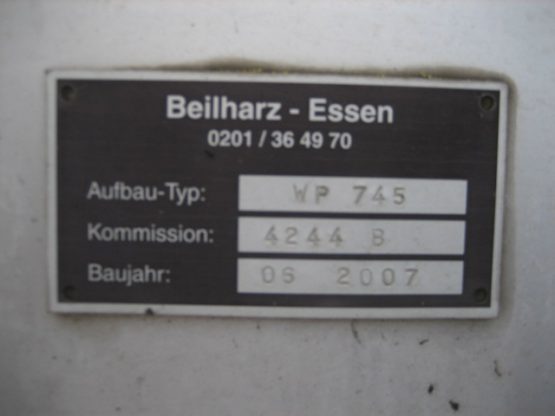 Beilharz - Essen
0201 / 36 49 70
Aufbau-Typ: WP 745
Kommission: 4244 B
Baujahr: 06 2007